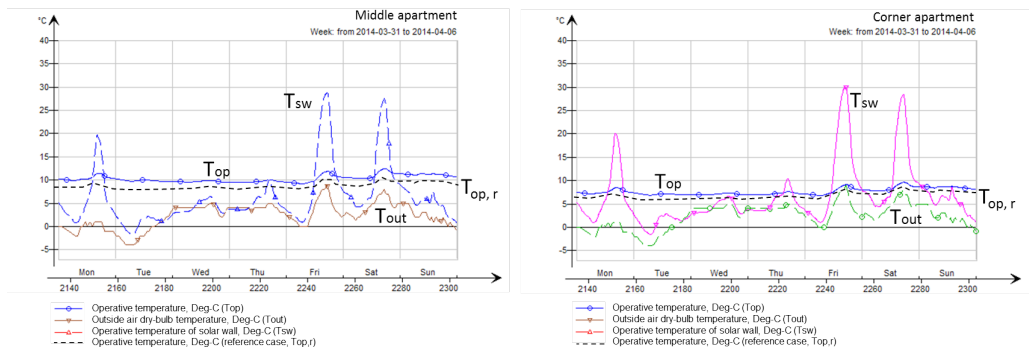 Middle apartment
°C
Week: from 2014-03-31 to 2014-04-06
40
35
30
25
20
15
10
5
0
-5
Tsw
Top
Top, r
Tout
Mon Tue Wed Thu Fri Sat Sun
2140 2160 2180 2200 2220 2240 2260 2280 2300
Operative temperature, Deg-C (Top)
Outside air dry-bulb temperature, Deg-C (Tout)
Operative temperature of solar wall, Deg-C (Tsw)
Operative temperature, Deg-C (reference case, Top,r)
Corner apartment
°C
Week: from 2014-03-31 to 2014-04-06
40
35
30
25
20
15
10
5
0
-5
Tsw
Top
Top, r
Tout
Mon Tue Wed Thu Fri Sat Sun
2140 2160 2180 2200 2220 2240 2260 2280 2300
Operative temperature, Deg-C (Top)
Outside air dry-bulb temperature, Deg-C (Tout)
Operative temperature of solar wall, Deg-C (Tsw)
Operative temperature, Deg-C (reference case, Top,r)